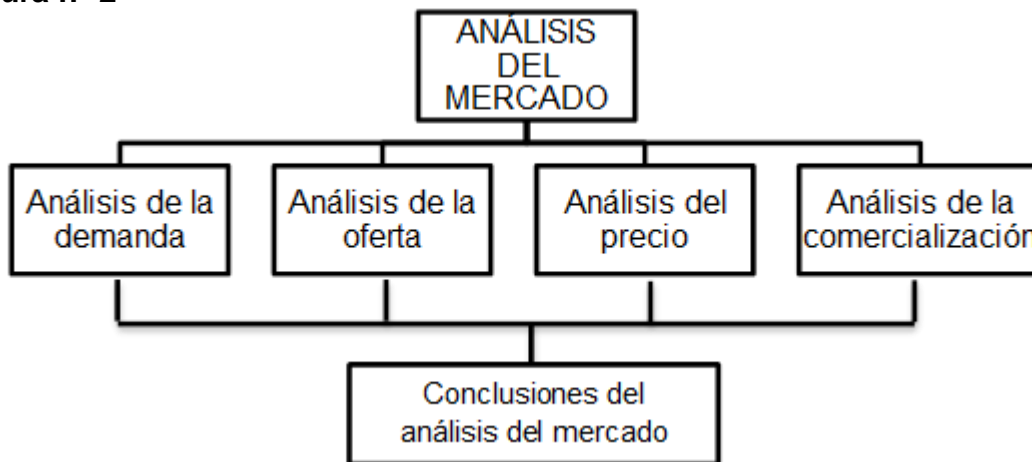 ANÁLISIS
DEL
MERCADO
Análisis de la
demanda
Análisis de la
oferta
Análisis del
precio
Análisis de la
comercialización
Conclusiones del
análisis del mercado